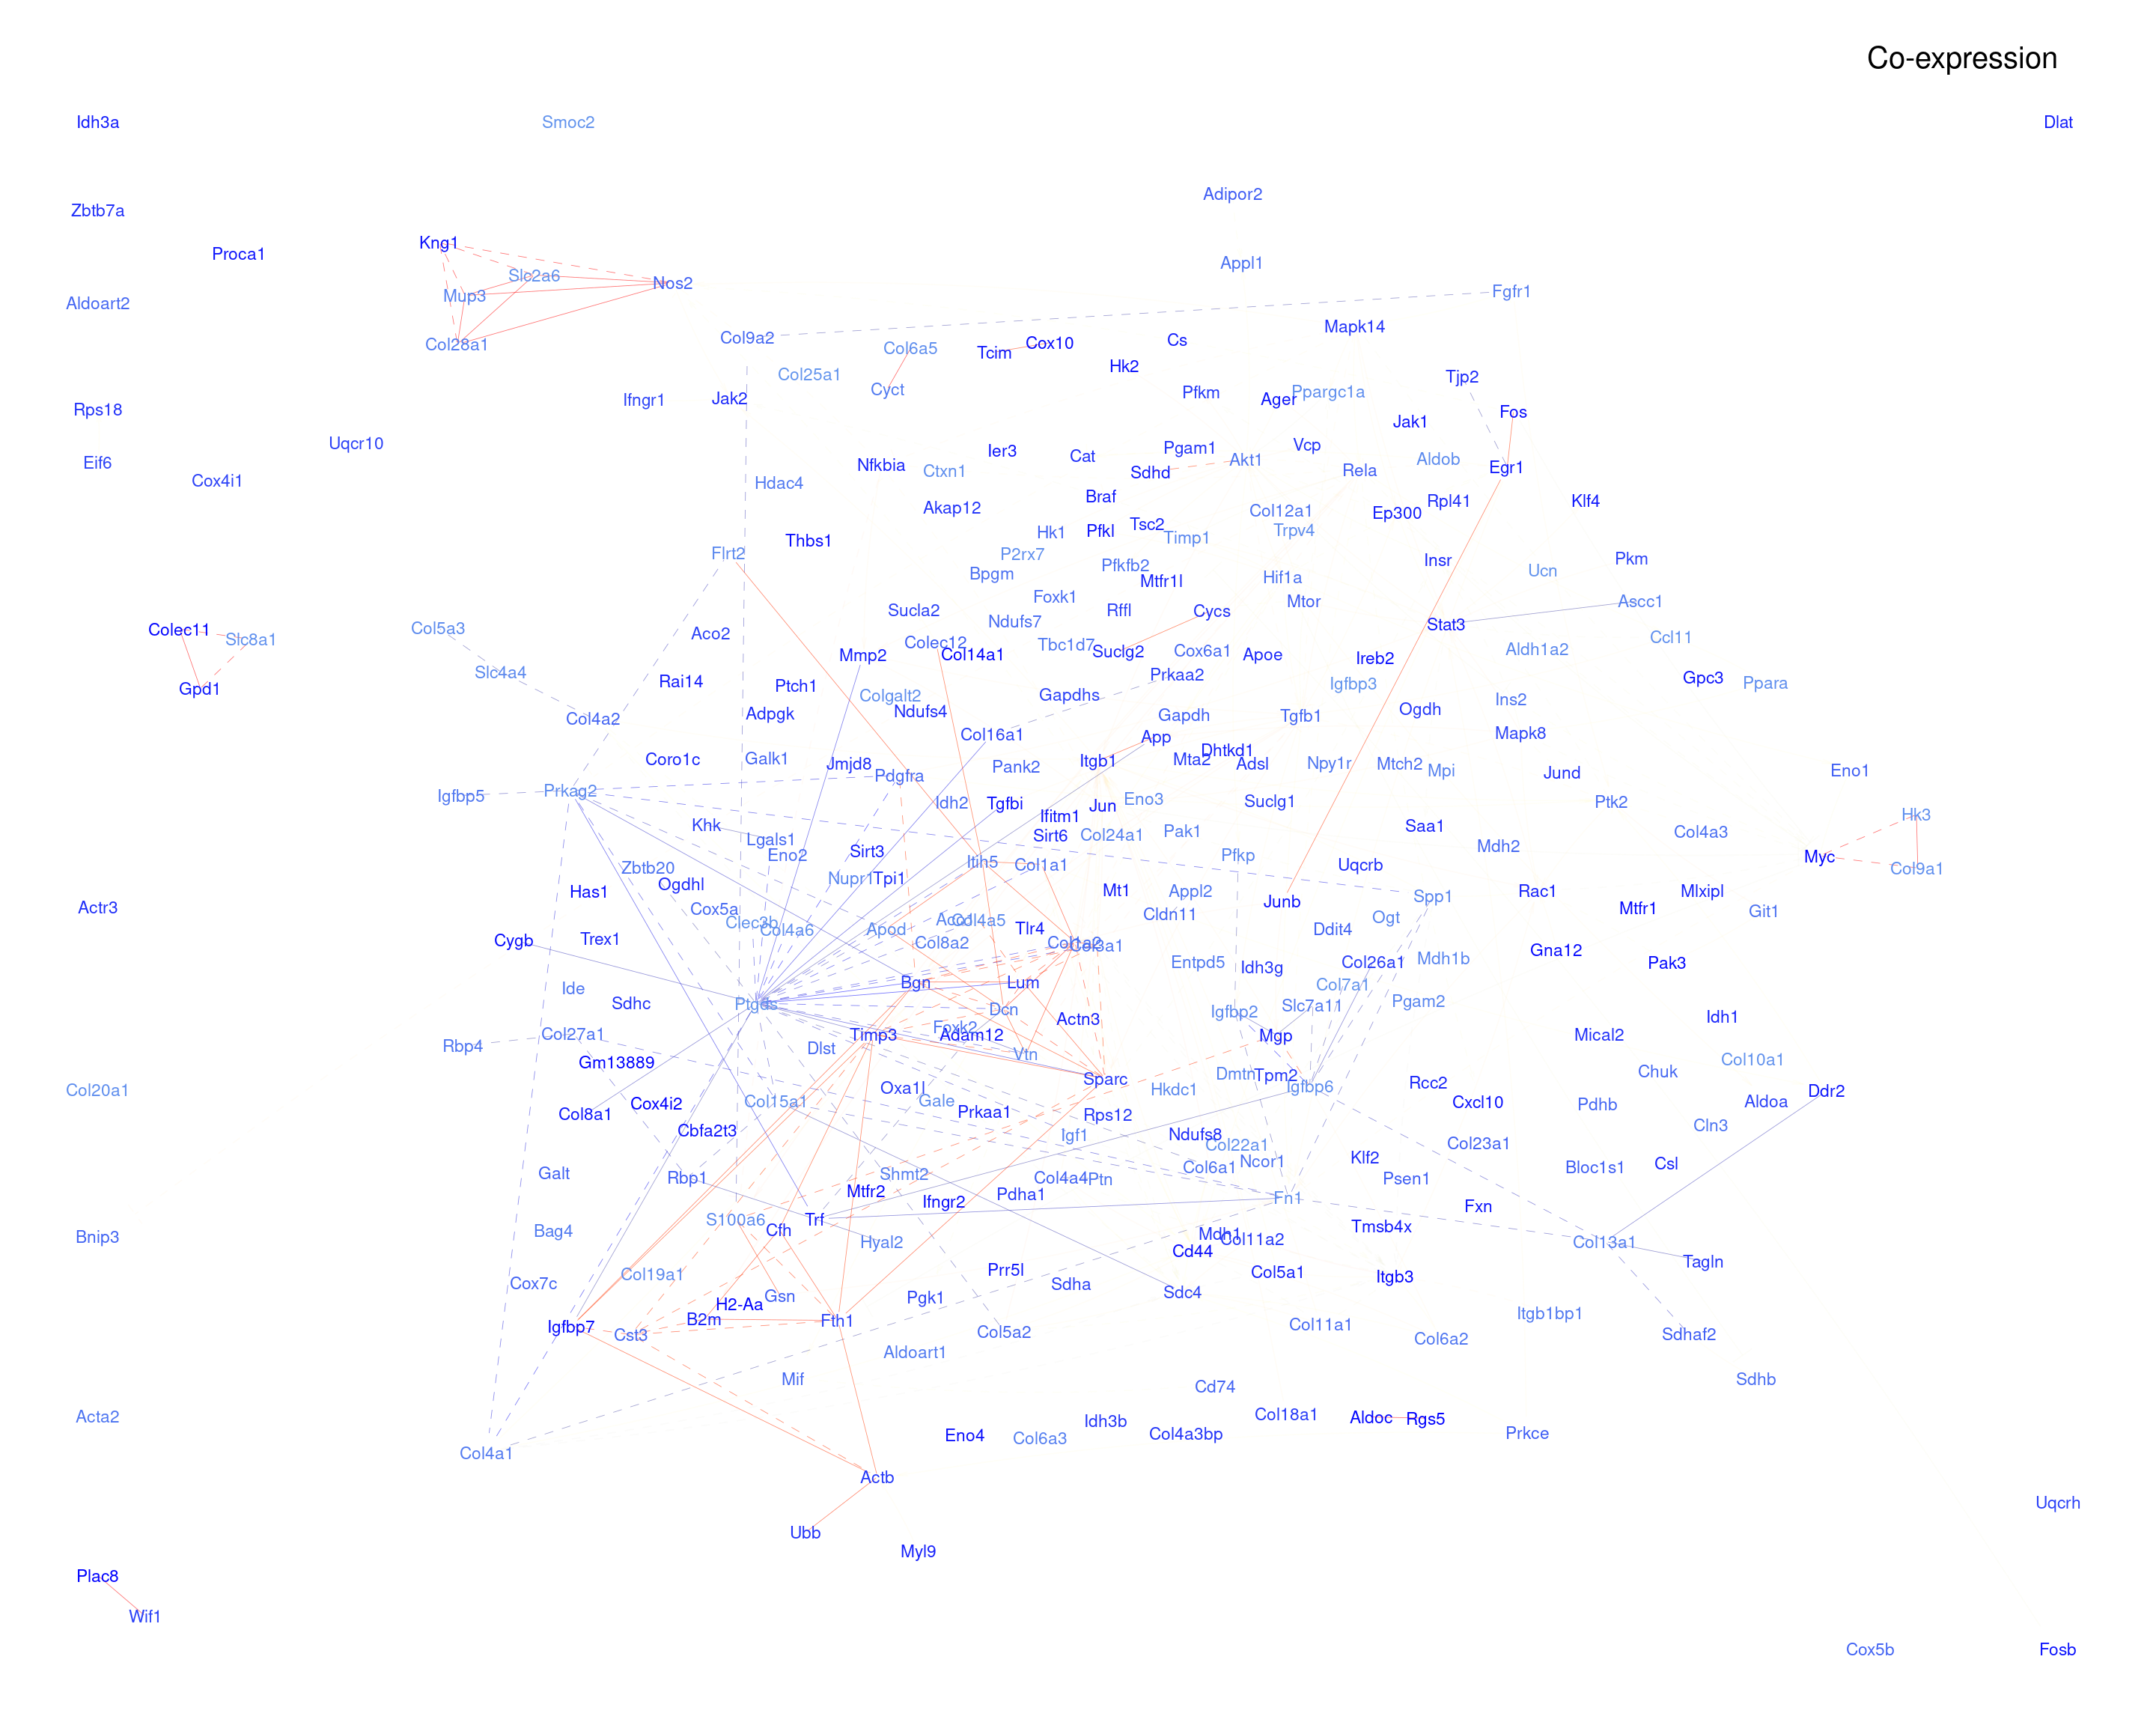 Co-expression
Idh3a
Smoc2
Dlat
Adipor2
Zbtb7a
Kng1
Proca1
Appl1
Slc2a6
Nos2
Fgfr1
Mup3
Aldoart2
Mapk14
Col9a2
Cs
Cox10
Col28a1
Col6a5
Tcim
Hk2
Col25a1
Tjp2
Cyct
Pfkm
Ppargc1a
Ifngr1
Jak2
Ager
Rps18
Fos
Jak1
Uqcr10
Vcp
Pgam1
Ier3
Cat
Akt1
Aldob
Eif6
Nfkbia
Egr1
Ctxn1
Rela
Sdhd
Cox4i1
Hdac4
Braf
Rpl41
Klf4
Akap12
Col12a1
Ep300
Tsc2
Trpv4
Pfkl
Hk1
Timp1
Thbs1
Flrt2
P2rx7
Pkm
Insr
Pfkfb2
Ucn
Bpgm
Hif1a
Mtfr1l
Foxk1
Mtor
Ascc1
Sucla2
Rffl
Cycs
Ndufs7
Stat3
Col5a3
Colec11
Aco2
Ccl11
Slc8a1
Colec12
Tbc1d7
Aldh1a2
Suclg2
Cox6a1
Mmp2
Col14a1
Apoe
Ireb2
Slc4a4
Prkaa2
Gpc3
Rai14
Igfbp3
Ppara
Ptch1
Gpd1
Colgalt2
Gapdhs
Ins2
Ogdh
Ndufs4
Adpgk
Gapdh
Tgfb1
Col4a2
Col16a1
Mapk8
App
Dhtkd1
Coro1c
Galk1
Mta2
Itgb1
Jmjd8
Adsl
Npy1r
Mtch2
Pank2
Mpi
Eno1
Jund
Pdgfra
Prkag2
Igfbp5
Eno3
Suclg1
Ptk2
Idh2
Tgfbi
Jun
Hk3
Ifitm1
Khk
Saa1
Col4a3
Sirt6
Col24a1
Pak1
Lgals1
Mdh2
Sirt3
Eno2
Pfkp
Myc
Itih5
Col1a1
Uqcrb
Zbtb20
Col9a1
Nupr1
Tpi1
Ogdhl
Has1
Mt1
Appl2
Rac1
Mlxipl
Spp1
Junb
Actr3
Mtfr1
Cox5a
Git1
Cldn11
Ogt
Clec3b
Col4a5
Tlr4
Ddit4
Col4a6
Apod
Cygb
Trex1
Col8a2
Col1a2
Col3a1
Gna12
Mdh1b
Entpd5
Col26a1
Pak3
Idh3g
Bgn
Lum
Col7a1
Ide
Pgam2
Sdhc
Ptgds
Slc7a11
Dcn
Igfbp2
Idh1
Actn3
Foxk2
Col27a1
Timp3
Adam12
Mgp
Mical2
Rbp4
Dlst
Vtn
Col10a1
Gm13889
Chuk
Dmtn
Tpm2
Sparc
Rcc2
Igfbp6
Oxa1l
Hkdc1
Col20a1
Ddr2
Gale
Col15a1
Cxcl10
Aldoa
Cox4i2
Pdhb
Prkaa1
Col8a1
Rps12
Cln3
Cbfa2t3
Igf1
Ndufs8
Col22a1
Col23a1
Klf2
Ncor1
Csl
Col6a1
Bloc1s1
Galt
Shmt2
Rbp1
Col4a4
Ptn
Psen1
Mtfr2
Pdha1
Fn1
Ifngr2
Fxn
S100a6
Trf
Tmsb4x
Cfh
Bag4
Mdh1
Bnip3
Col11a2
Hyal2
Col13a1
Cd44
Tagln
Prr5l
Col5a1
Col19a1
Itgb3
Cox7c
Sdha
Sdc4
Gsn
Pgk1
H2-Aa
Itgb1bp1
B2m
Fth1
Col11a1
Igfbp7
Cst3
Col5a2
Sdhaf2
Col6a2
Aldoart1
Mif
Sdhb
Cd74
Acta2
Col18a1
Aldoc
Rgs5
Idh3b
Col4a3bp
Prkce
Eno4
Col6a3
Col4a1
Actb
Uqcrh
Ubb
Myl9
Plac8
Wif1
Cox5b
Fosb